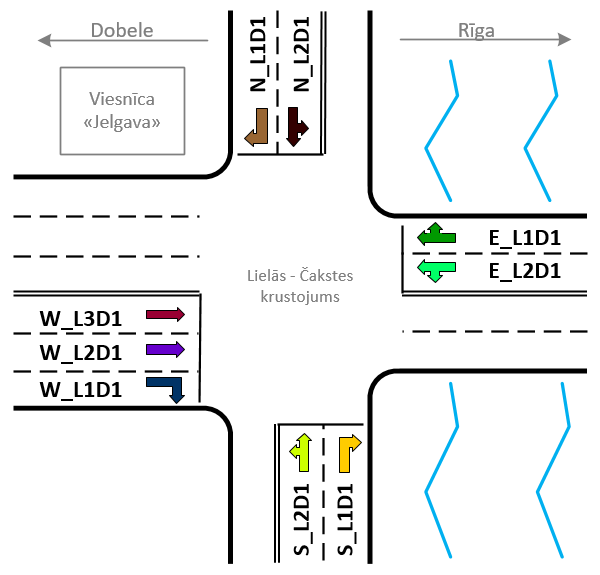 Dobele
Rīga
N_L1D1
N_L2D1
Viesnīca
«Jelgava»
E_L1D1
E_L2D1
Lielās - Čakstes
krustojums
W_L3D1
W_L2D1
W_L1D1
S_L2D1
S_L1D1